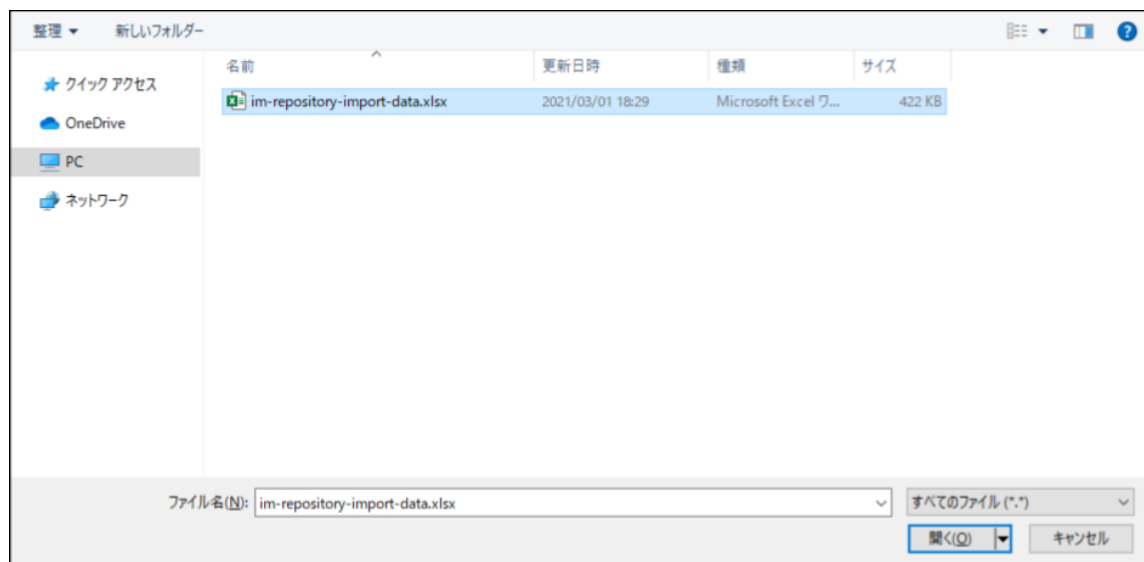 整理 新しいフォルダー
クイック アクセス
OneDrive
PC
ネットワーク
名前 更新日時 種類 サイズ
im-repository-import-data.xlsx 2021/03/01 18:29 Microsoft Excel ワ... 422 KB
ファイル名(N): im-repository-import-data.xlsx すべてのファイル (*.*)
開く(O) キャンセル